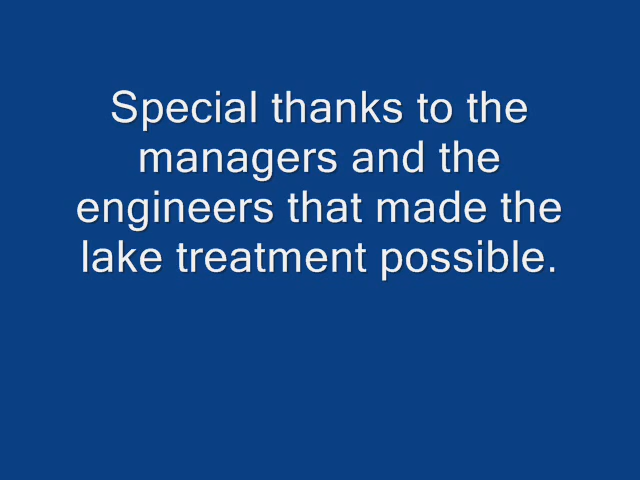 Special thanks to the
managers and the
engineers that made the
lake treatment possible.